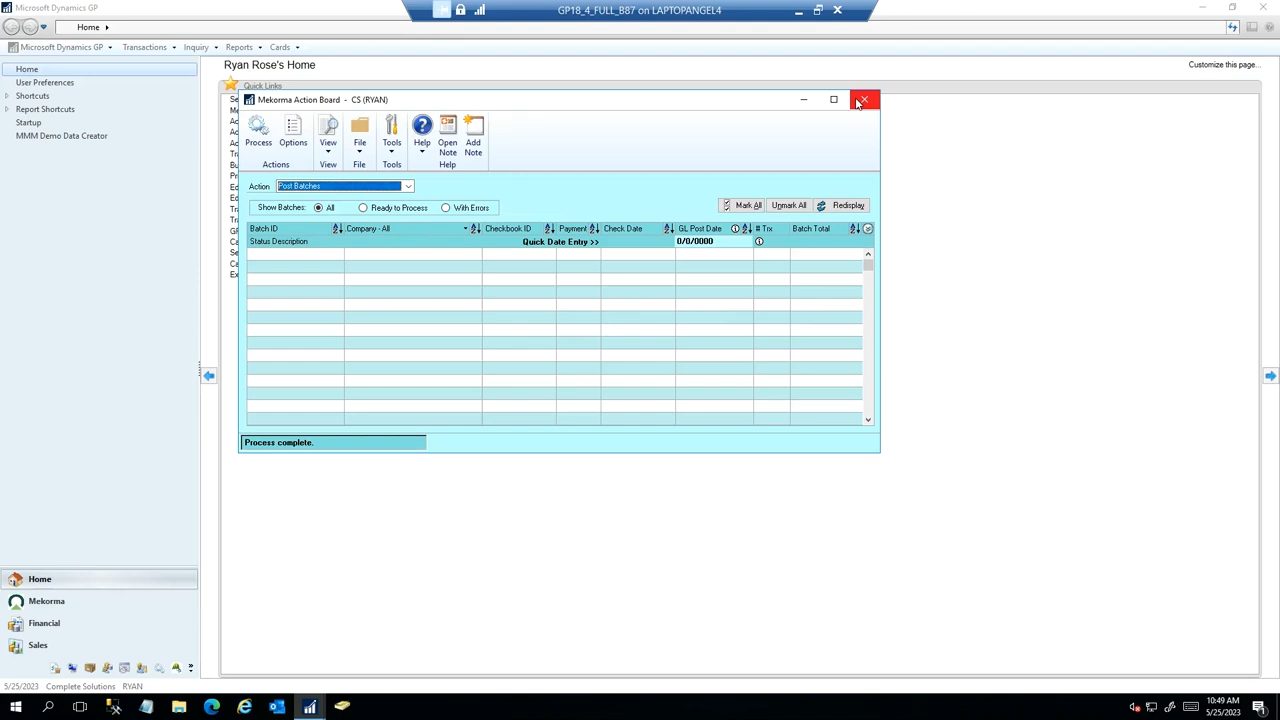 Microsoft Dynamics GP
GP18_4_FULL_B87 on LAPTOPANGEL4
Home
Microsoft Dynamics GP
Transactions
Inquiry
Reports
Cards
Home
User Preferences
Shortcuts
Report Shortcuts
Startup
MMM Demo Data Creator
Ryan Rose's Home
Customize this page...
Quick Links
Mekorma Action Board - CS (RYAN)
Process
Options
View
File
Tools
Help
Open Note
Add Note
Actions
View
File
Tools
Help
Action
Post Batches
Show Batches:
All
Ready to Process
With Errors
Mark All
Unmark All
Redisplay
Batch ID
Company - All
Checkbook ID
Payment
Check Date
GL Post Date
# Trx
Batch Total
Status Description
Quick Date Entry >>
0/0/0000
Process complete.
Home
Mekorma
Financial
Sales
5/25/2023
Complete Solutions
RYAN
10:49 AM
5/25/2023
1